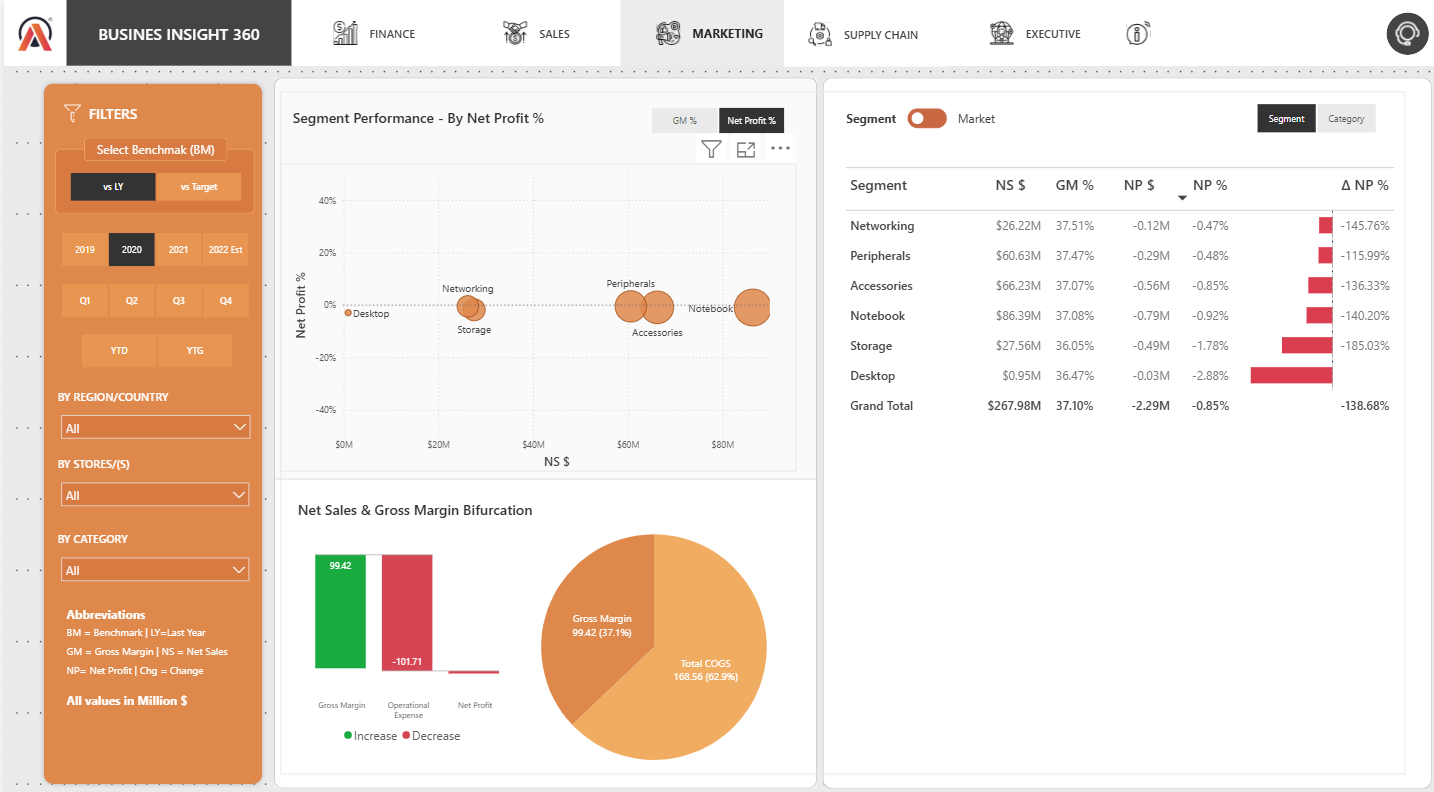 BUSINES INSIGHT 360
FINANCE
SALES
MARKETING
SUPPLY CHAIN
EXECUTIVE
FILTERS
Select Benchmak (BM)
vs LY
vs Target
2019
2020
2021
2022 Est
Q1
Q2
Q3
Q4
YTD
YTG
BY REGION/COUNTRY
All
BY STORES/(S)
All
BY CATEGORY
All
Abbreviations
BM = Benchmark | LY=Last Year
GM = Gross Margin | NS = Net Sales
NP= Net Profit | Chg = Change
All values in Million $
Segment Performance - By Net Profit %
GM %
Net Profit %
Net Profit %
40%
20%
0%
-20%
-40%
Networking
Peripherals
Desktop
Notebook
Storage
Accessories
$0M
$20M
$40M
$60M
$80M
NS $
Net Sales & Gross Margin Bifurcation
99.42
-101.71
Gross Margin
Operational
Expense
Net Profit
Increase
Decrease
Gross Margin
99.42 (37.1%)
Total COGS
168.56 (62.9%)
Segment
Market
Segment
Category
Segment NS $ GM % NP $ NP % Δ NP %
Networking $26.22M 37.51% -0.12M -0.47% -145.76%
Peripherals $60.63M 37.47% -0.29M -0.48% -115.99%
Accessories $66.23M 37.07% -0.56M -0.85% -136.33%
Notebook $86.39M 37.08% -0.79M -0.92% -140.20%
Storage $27.56M 36.05% -0.49M -1.78% -185.03%
Desktop $0.95M 36.47% -0.03M -2.88%
Grand Total $267.98M 37.10% -2.29M -0.85% -138.68%